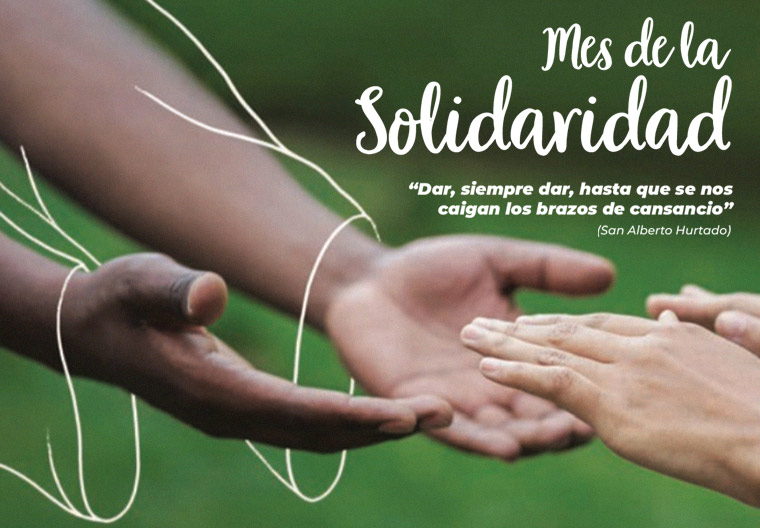 Mes de la
Solidaridad
“Dar, siempre dar, hasta que se nos
caigan los brazos de cansancio”
(San Alberto Hurtado)